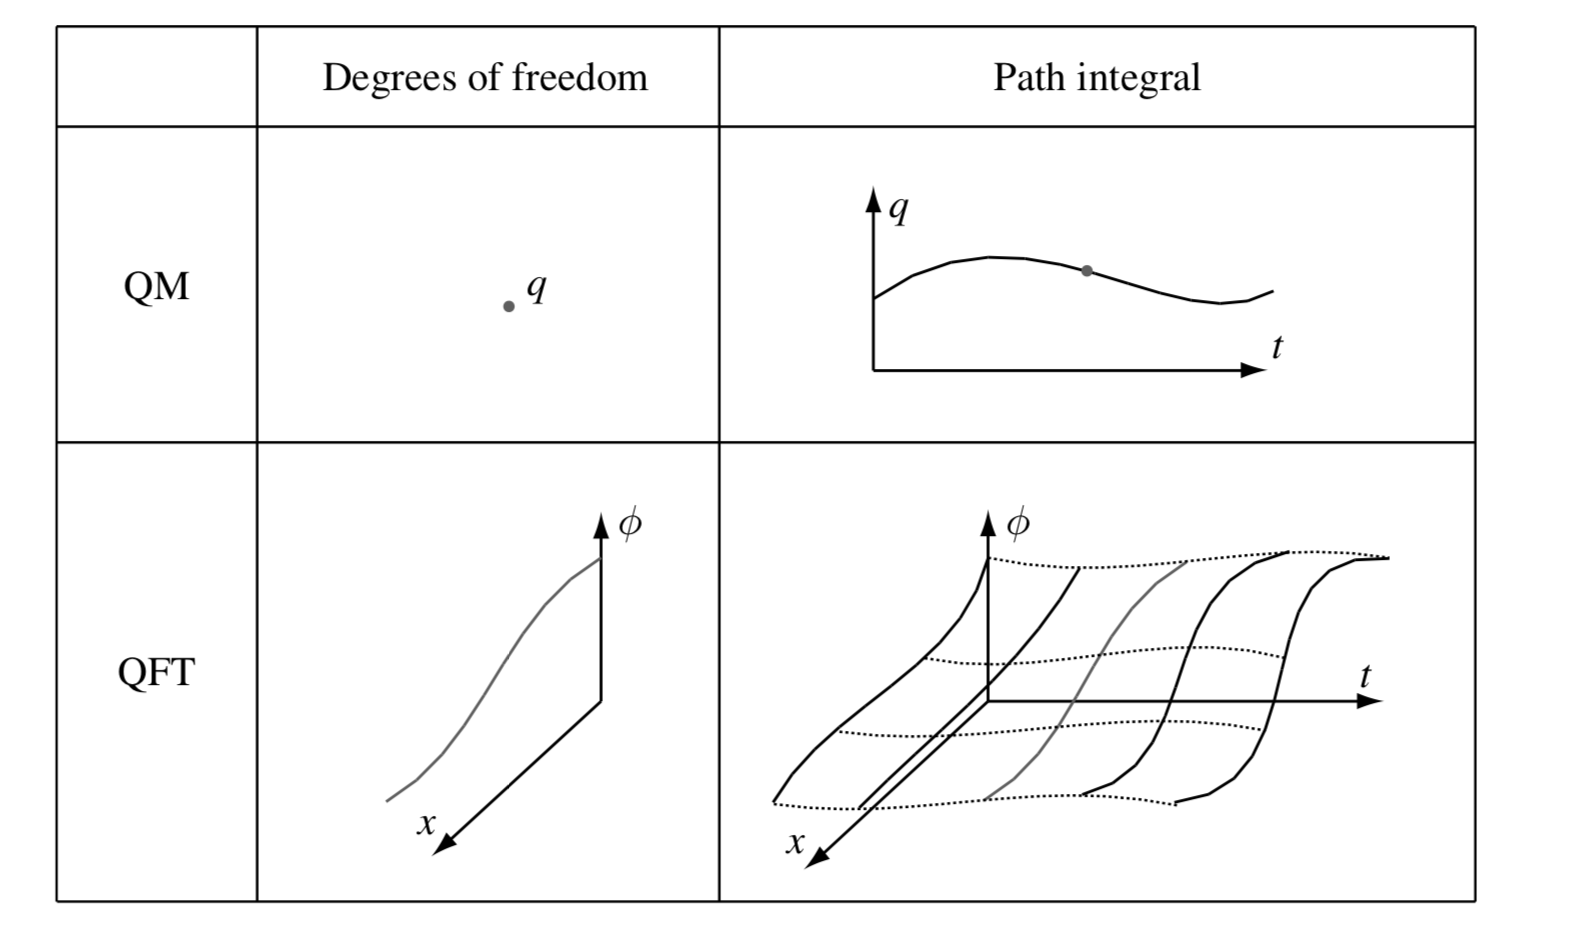 Degrees of freedom Path integral
QM
q
q
t
QFT
ϕ
x
ϕ
t
x